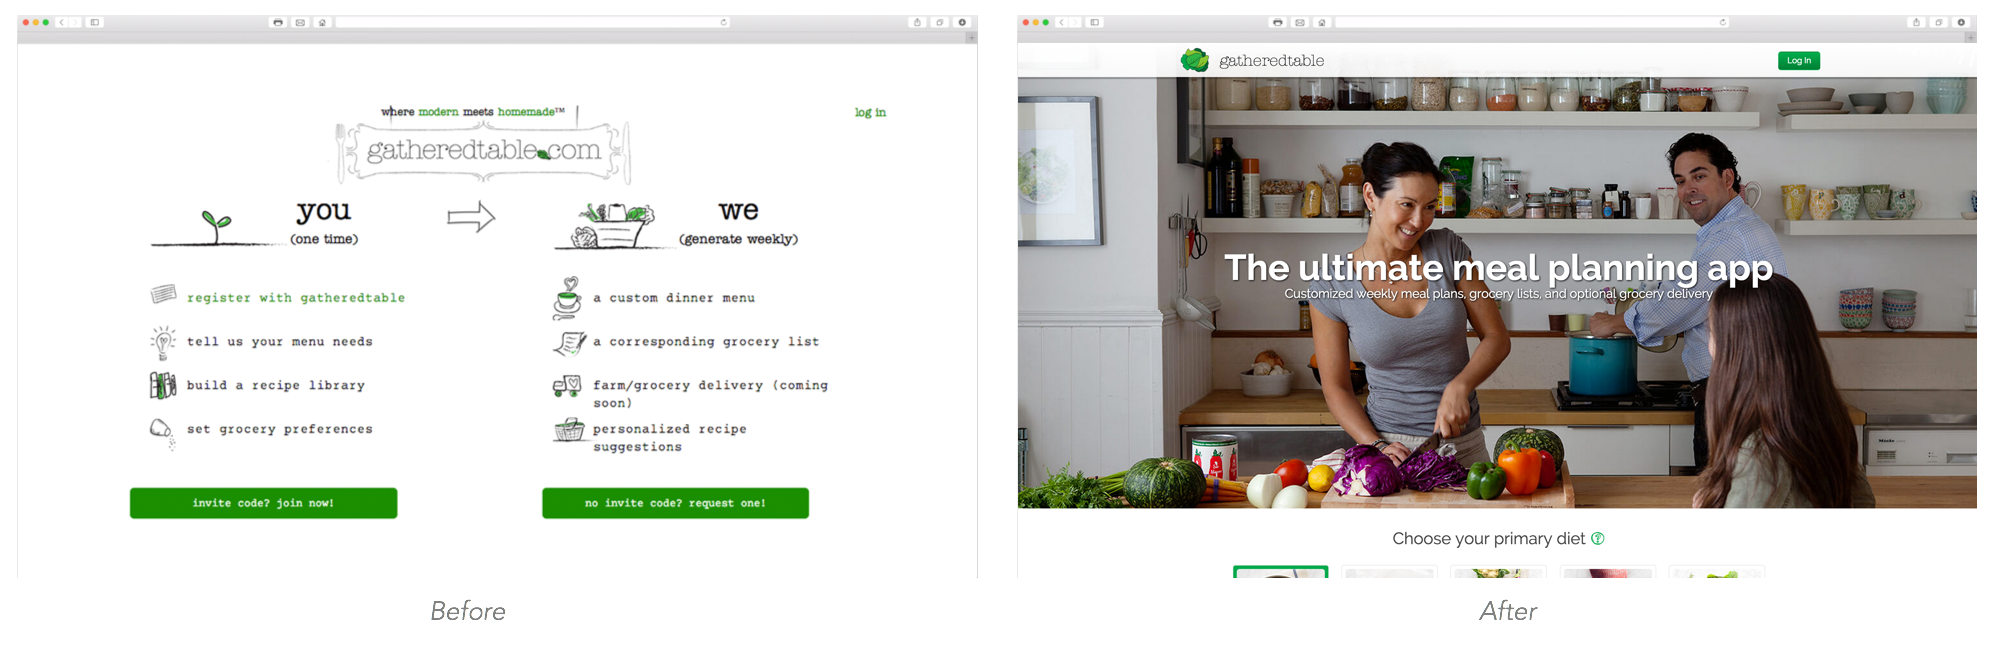 where modern meets homemade™
log in
gatheredtable.com
you
(one time)
we
(generate weekly)
register with gatheredtable
tell us your menu needs
build a recipe library
set grocery preferences
a custom dinner menu
a corresponding grocery list
farm/grocery delivery (coming
soon)
personalized recipe
suggestions
invite code? join now!
no invite code? request one!
Before
gatheredtable
Log In
The ultimate meal planning app
Customized weekly meal plans, grocery lists, and optional grocery delivery
Choose your primary diet ?
After